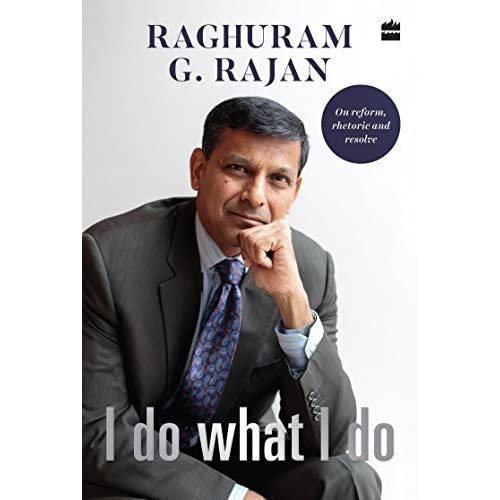 RAGHURAM
G. RAJAN
On reform,
rhetoric and
resolve
I do what I do